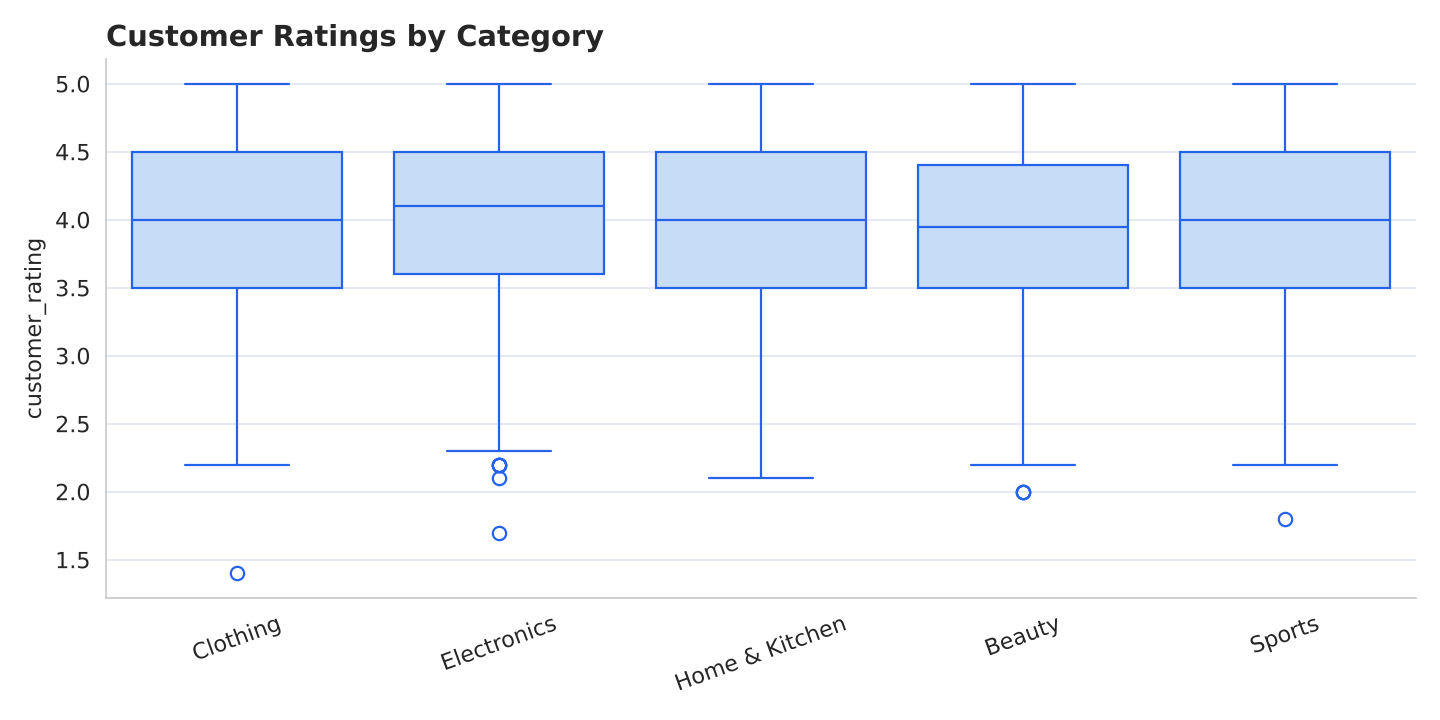 Customer Ratings by Category
customer_rating
5.0
4.5
4.0
3.5
3.0
2.5
2.0
1.5
Clothing
Electronics
Home & Kitchen
Beauty
Sports